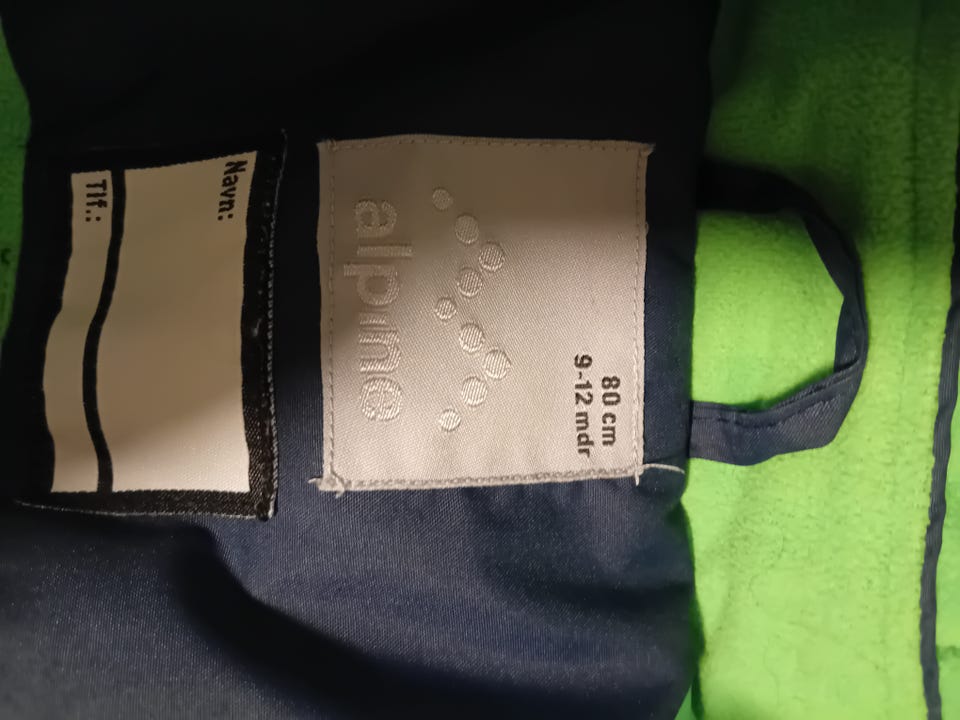 80 cm
9-12 mdr
alpine
Navn:
Tlf.: